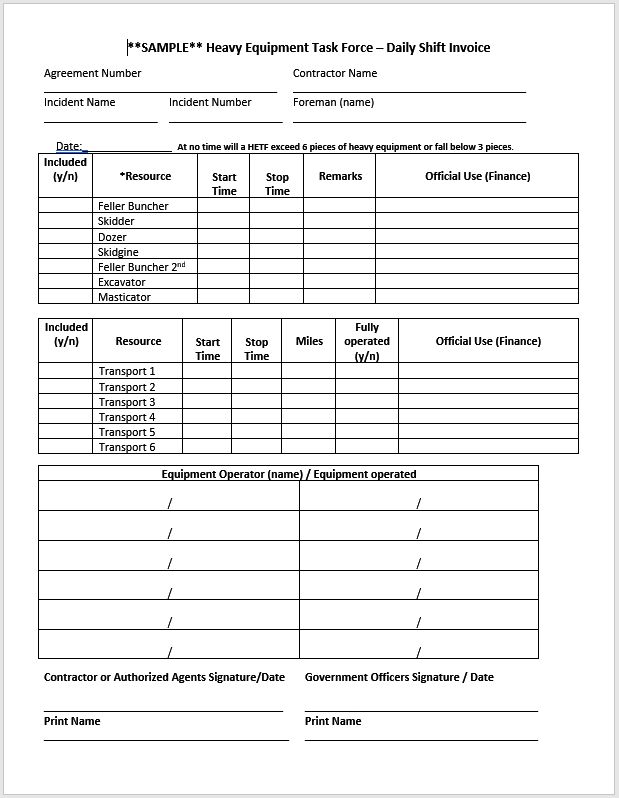 **SAMPLE** Heavy Equipment Task Force – Daily Shift Invoice
Agreement Number Contractor Name
Incident Name Incident Number Foreman (name)
Date: At no time will a HETF exceed 6 pieces of heavy equipment or fall below 3 pieces.
Included (y/n) *Resource Start Time Stop Time Remarks Official Use (Finance)
Feller Buncher
Skidder
Dozer
Skidgine
Feller Buncher 2nd
Excavator
Masticator
Included (y/n) Resource Start Time Stop Time Miles Fully operated (y/n) Official Use (Finance)
Transport 1
Transport 2
Transport 3
Transport 4
Transport 5
Transport 6
Equipment Operator (name) / Equipment operated
/ /
/ /
/ /
/ /
/ /
/ /
Contractor or Authorized Agents Signature/Date Government Officers Signature / Date
Print Name Print Name